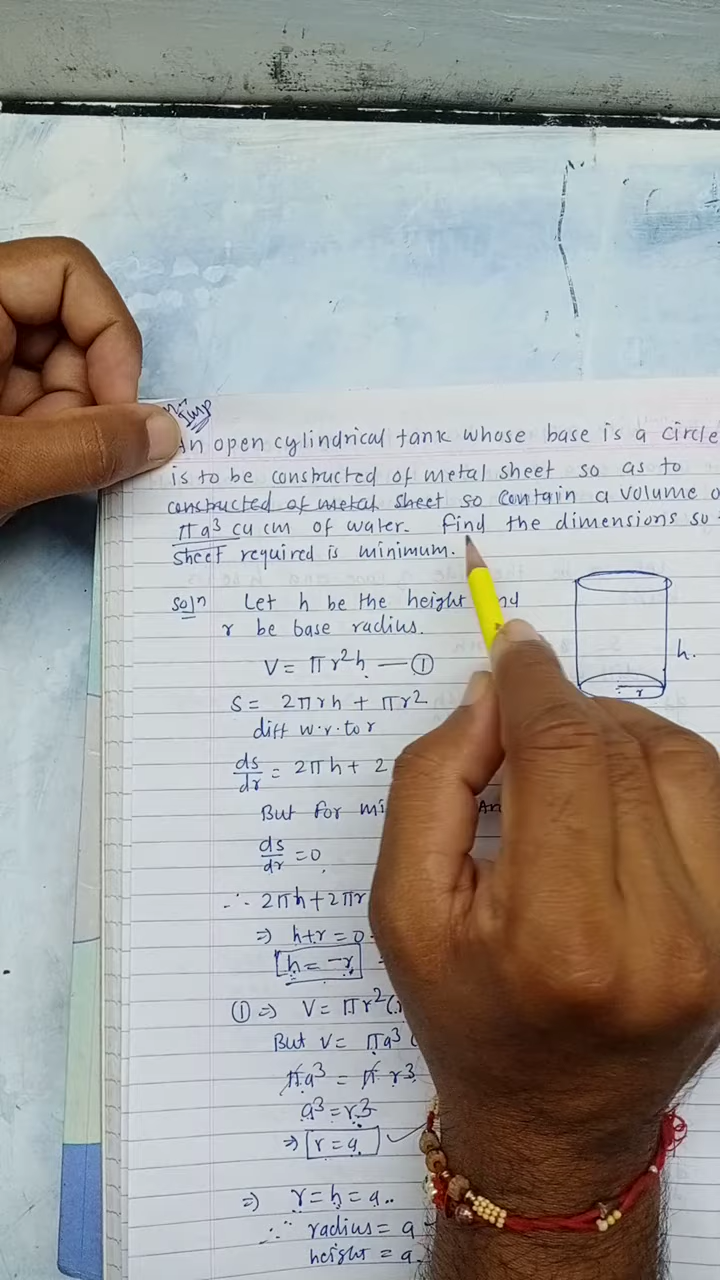 Imp
An open cylindrical tank whose base is a circle
is to be constructed of metal sheet so as to
constructed of metal sheet so contain a volume
πa³ cu cm of water. Find the dimensions so
sheet required is minimum.
soln Let h be the height
r be base radius.
h.
r
V = πr²h —①
S = 2πrh + πr²
diff w.r.to r
ds/dr = 2πh + 2
But for
ds/dr = 0
∴ 2πh + 2πr
⇒ h+r = 0
h = -r
① ⇒ V = πr²(
But V = πa³
πa³ = π r³
a³ = r³
⇒ r = a
⇒ r = h = a..
∴ radius = a
height = a.